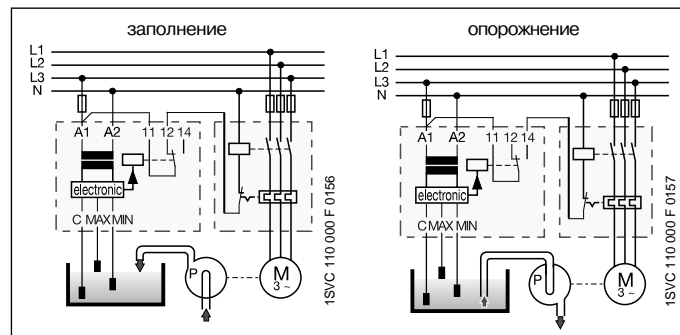 заполнение
L1
L2
L3
N
A1 A2 11 12 14
electronic
C MAX MIN
P
M
3 ~
1SVC 110 000 F 0156
опорожнение
L1
L2
L3
N
A1 A2 11 12 14
electronic
C MAX MIN
P
M
3 ~
1SVC 110 000 F 0157